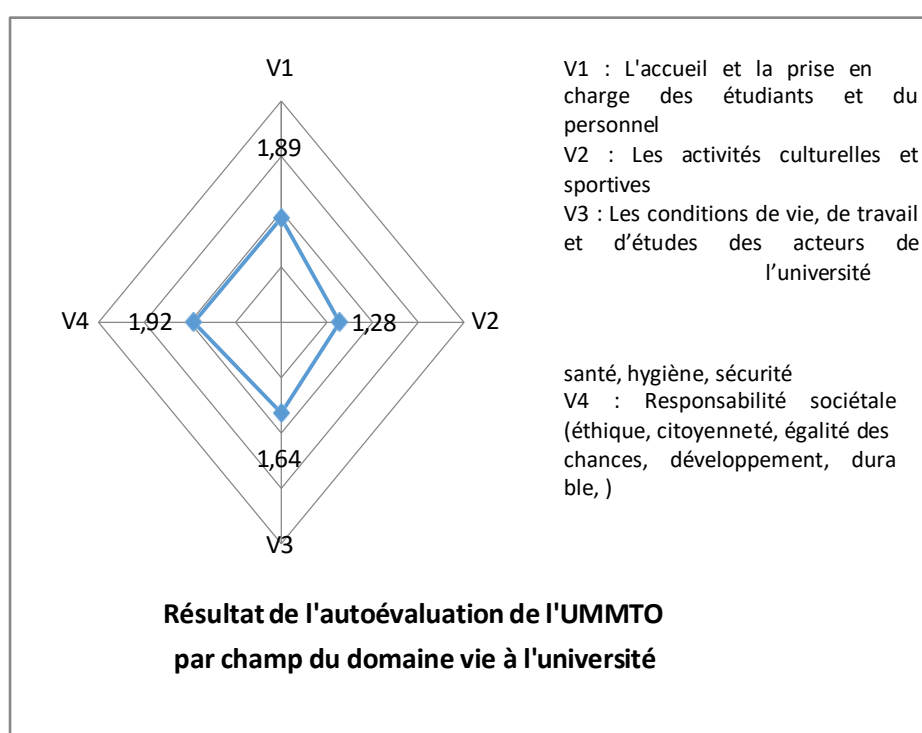 V1
1,89
V4
1,92
1,28
V2
1,64
V3
V1 : L'accueil et la prise en
charge des étudiants et du
personnel
V2 : Les activités culturelles et
sportives
V3 : Les conditions de vie, de travail
et d’études des acteurs de
l’université
santé, hygiène, sécurité
V4 : Responsabilité sociétale
(éthique, citoyenneté, égalité des
chances, développement, dura
ble, )
Résultat de l'autoévaluation de l'UMMTO
par champ du domaine vie à l'université